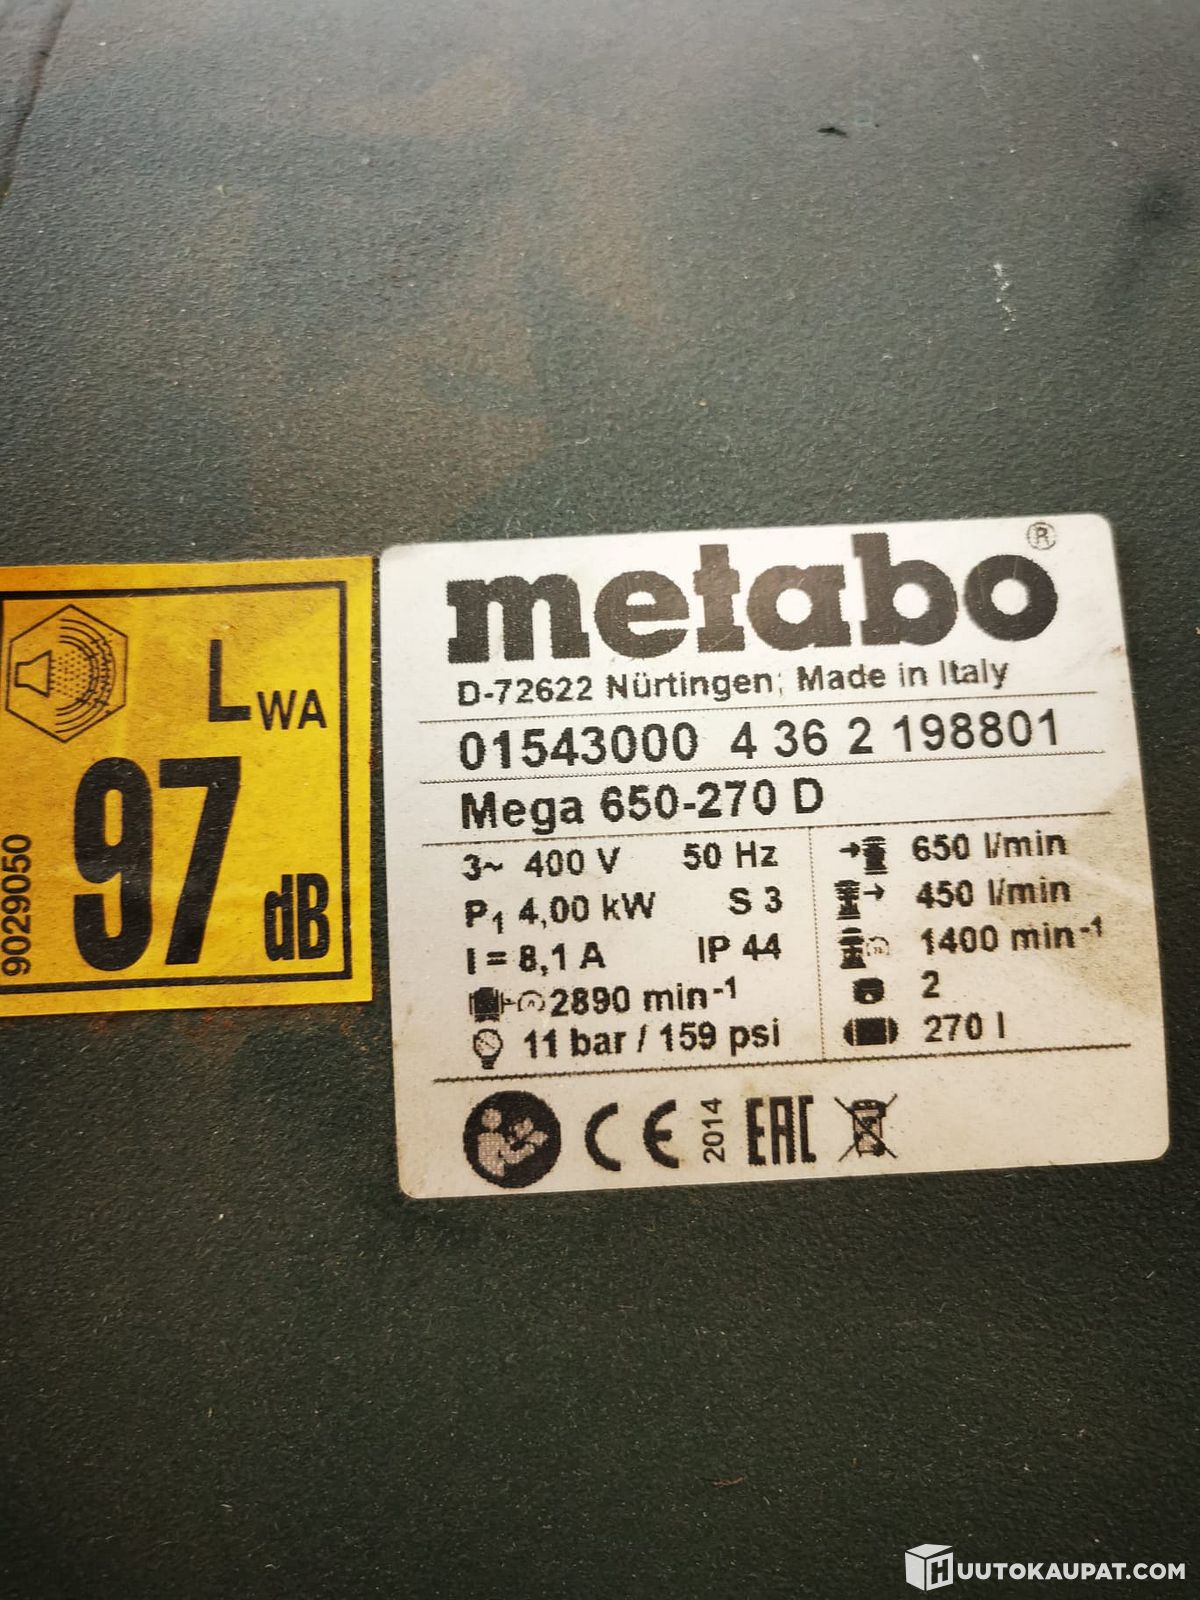 LWA
97 dB
9029050
metabo®
D-72622 Nürtingen; Made in Italy
01543000 4 36 2 198801
Mega 650-270 D
3~ 400 V 50 Hz
P1 4,00 kW S 3
I = 8,1 A IP 44
2890 min-1
11 bar / 159 psi
650 l/min
450 l/min
1400 min-1
2
270 l
CE 2014 EAC
HUUTOKAUPAT.COM